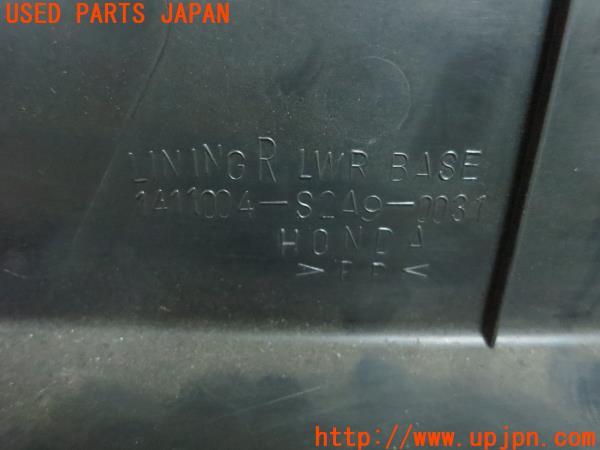 USED PARTS JAPAN
LINING R LWR BASE
1411004-S2A9-0031
HONDA
>PP<
http://www.upjpn.com/